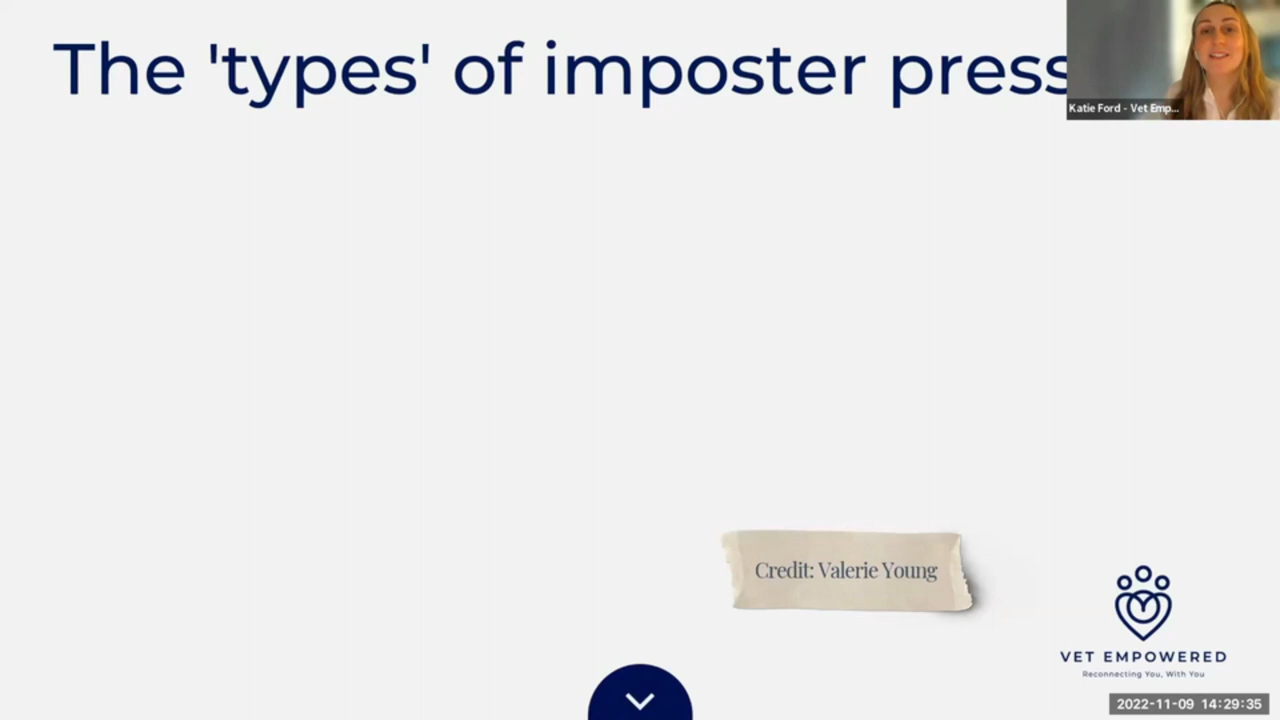 The 'types' of imposter press
Katie Ford - Vet Emp...
Credit: Valerie Young
VET EMPOWERED
Reconnecting You, With You
2022-11-09 14:29:35